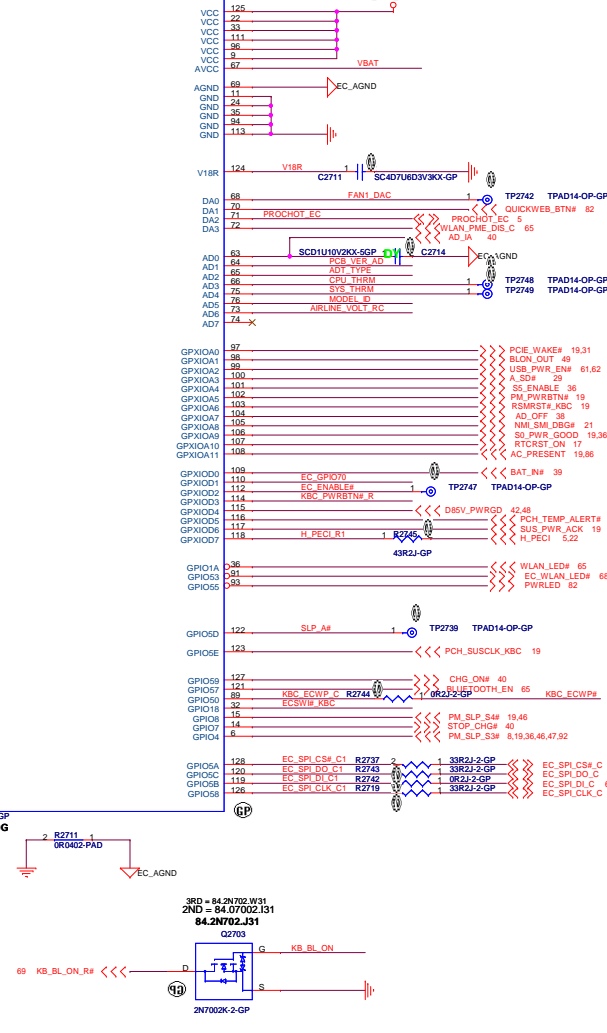 VCC 125
VCC 22
VCC 33
VCC 111
VCC 96
VCC 9
AVCC 67 VBAT
AGND 69 EC_AGND
GND 11
GND 24
GND 35
GND 94
GND 113
V18R 124 V18R C2711 1 SC4D7U6D3V3KX-GP
DA0 68 FAN1_DAC 1 TP2742 TPAD14-OP-GP
DA1 70 QUICKWEB_BTN# 82
DA2 71 PROCHOT_EC PROCHOT_EC 5
DA3 72 WLAN_PME_DIS_C 65
AD_IA 40
AD0 63 SCD1U10V2KX-5GP DY 1 C2714 EC_AGND
AD1 64 PCB_VER_AD
AD2 65 ADT_TYPE
AD3 66 CPU_THRM 1 TP2748 TPAD14-OP-GP
AD4 75 SYS_THRM 1 TP2749 TPAD14-OP-GP
AD5 76 MODEL_ID
AD6 73 AIRLINE_VOLT_RC
AD7 74
GPXIOA0 97 PCIE_WAKE# 19,31
GPXIOA1 98 BLON_OUT 49
GPXIOA2 99 USB_PWR_EN# 61,62
GPXIOA3 100 A_SD# 29
GPXIOA4 101 S5_ENABLE 36
GPXIOA5 102 PM_PWRBTN# 19
GPXIOA6 103 RSMRST#_KBC 19
GPXIOA7 104 AD_OFF 38
GPXIOA8 105 NMI_SMI_DBG# 21
GPXIOA9 106 S0_PWR_GOOD 19,36
GPXIOA10 107 RTCRST_ON 17
GPXIOA11 108 AC_PRESENT 19,86
GPXIOD0 109 BAT_IN# 39
GPXIOD1 110 EC_GPIO70
GPXIOD2 112 EC_ENABLE# 1 TP2747 TPAD14-OP-GP
GPXIOD3 114 KBC_PWRBTN#_R
GPXIOD4 115 D85V_PWRGD 42,48
GPXIOD5 116 PCH_TEMP_ALERT#
GPXIOD6 117 SUS_PWR_ACK 19
GPXIOD7 118 H_PECI_R1 1 R2745 H_PECI 5,22
43R2J-GP
GPIO1A 36 WLAN_LED# 65
GPIO53 91 EC_WLAN_LED# 68
GPIO55 93 PWRLED 82
GPIO5D 122 SLP_A# 1 TP2739 TPAD14-OP-GP
GPIO5E 123 PCH_SUSCLK_KBC 19
GPIO59 127 CHG_ON# 40
GPIO57 121 BLUETOOTH_EN 65
GPIO50 89 KBC_ECWP_C R2744 1 0R2J-2-GP KBC_ECWP#
GPIO18 32 ECSWI#_KBC
GPIO8 15 PM_SLP_S4# 19,46
GPIO7 14 STOP_CHG# 40
GPIO4 6 PM_SLP_S3# 8,19,36,46,47,92
GPIO5A 128 EC_SPI_CS#_C1 R2737 2 1 33R2J-2-GP EC_SPI_CS#_C
GPIO5C 120 EC_SPI_DO_C1 R2743 1 33R2J-2-GP EC_SPI_DO_C
GPIO5B 119 EC_SPI_DI_C1 R2742 1 0R2J-2-GP EC_SPI_DI_C 6
GPIO58 126 EC_SPI_CLK_C1 R2719 1 33R2J-2-GP EC_SPI_CLK_C
GP
GP
G
2 R2711 1
0R0402-PAD
EC_AGND
3RD = 84.2N702.W31
2ND = 84.07002.I31
84.2N702.J31
Q2703
G KB_BL_ON
69 KB_BL_ON_R# D
S
2N7002K-2-GP